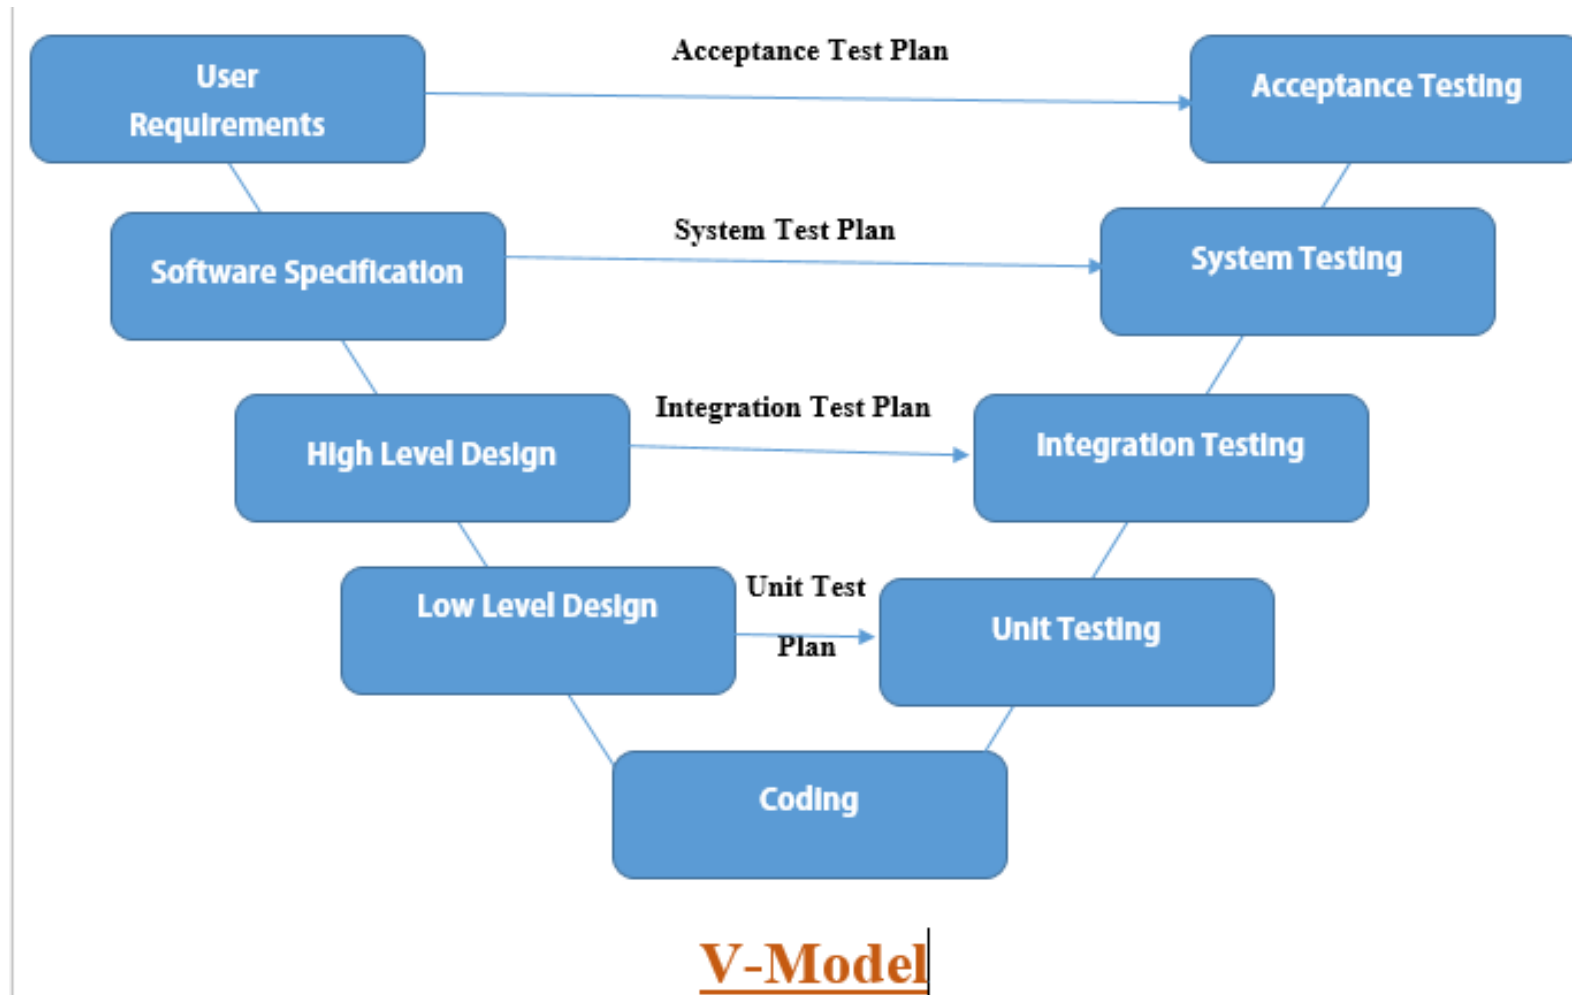 Acceptance Test Plan
User
Requirements
Acceptance Testing
System Test Plan
Software Specification
System Testing
Integration Test Plan
High Level Design
Integration Testing
Unit Test
Plan
Low Level Design
Unit Testing
Coding
V-Model